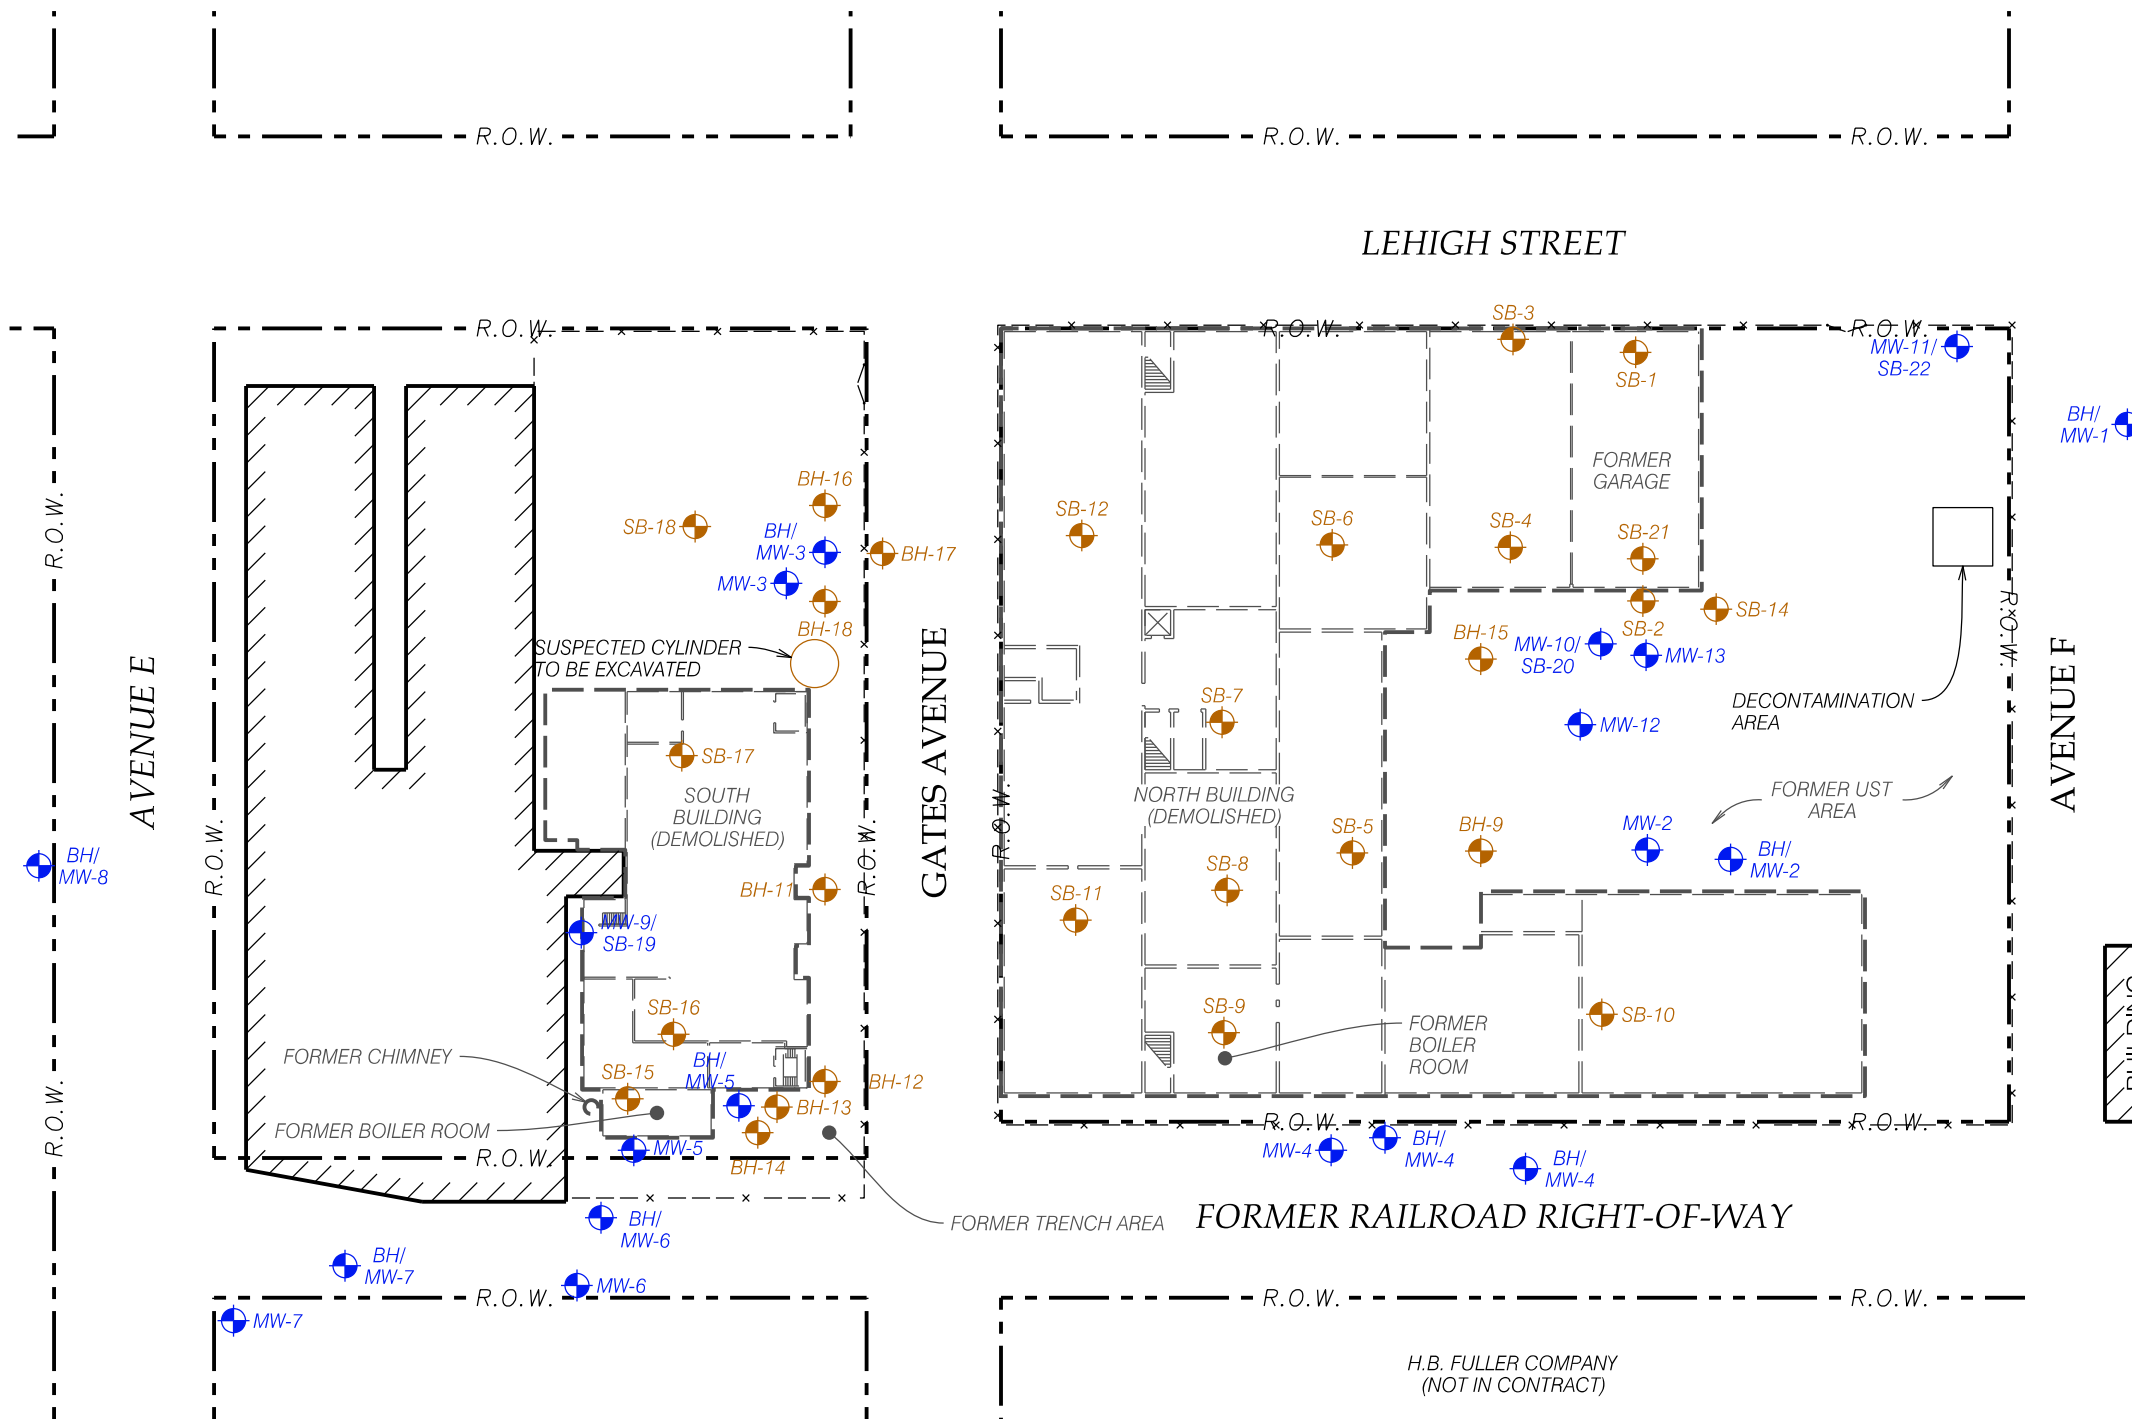 R.O.W.
R.O.W.
R.O.W.
LEHIGH STREET
R.O.W.
R.O.W.
R.O.W.
SB-3
SB-1
MW-11/
SB-22
BH/
MW-1
FORMER
GARAGE
R.O.W.
BH-16
SB-18
BH/
MW-3
BH-17
MW-3
BH-18
SB-12
SB-6
SB-4
SB-21
SB-2
SB-14
BH-15
MW-10/
SB-20
MW-13
R.O.W.
SUSPECTED CYLINDER
TO BE EXCAVATED
AVENUE E
GATES AVENUE
AVENUE F
SB-7
MW-12
DECONTAMINATION
AREA
SB-17
SOUTH
BUILDING
(DEMOLISHED)
NORTH BUILDING
(DEMOLISHED)
FORMER UST
AREA
R.O.W.
R.O.W.
R.O.W.
BH/
MW-8
BH-11
SB-5
BH-9
MW-2
BH/
MW-2
SB-8
SB-11
MW-9/
SB-19
SB-16
SB-9
SB-10
FORMER
BOILER
ROOM
FORMER CHIMNEY
SB-15
BH/
MW-5
BH-12
BH-13
BUILDING
R.O.W.
FORMER BOILER ROOM
MW-5
BH-14
R.O.W.
R.O.W.
R.O.W.
MW-4
BH/
MW-4
BH/
MW-4
FORMER TRENCH AREA
FORMER RAILROAD RIGHT-OF-WAY
BH/
MW-6
BH/
MW-7
MW-6
MW-7
R.O.W.
R.O.W.
R.O.W.
H.B. FULLER COMPANY
(NOT IN CONTRACT)